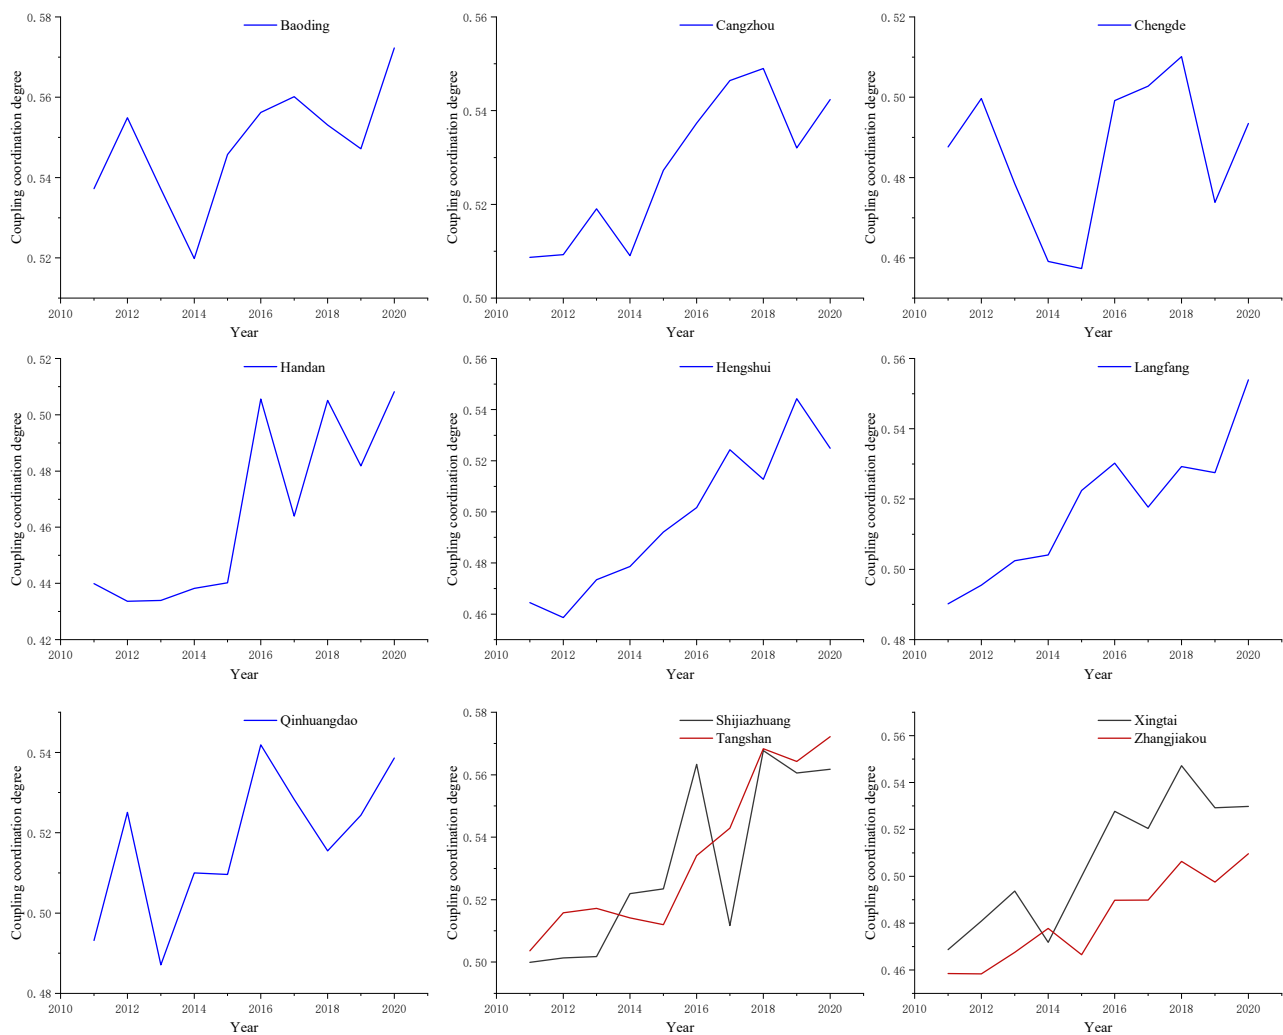 Baoding
Coupling coordination degree
0.58
0.56
0.54
0.52
2010 2012 2014 2016 2018 2020
Year
Cangzhou
Coupling coordination degree
0.56
0.54
0.52
0.50
2010 2012 2014 2016 2018 2020
Year
Chengde
Coupling coordination degree
0.52
0.50
0.48
0.46
2010 2012 2014 2016 2018 2020
Year
Handan
Coupling coordination degree
0.52
0.50
0.48
0.46
0.44
0.42
2010 2012 2014 2016 2018 2020
Year
Hengshui
Coupling coordination degree
0.56
0.54
0.52
0.50
0.48
0.46
2010 2012 2014 2016 2018 2020
Year
Langfang
Coupling coordination degree
0.56
0.54
0.52
0.50
0.48
2010 2012 2014 2016 2018 2020
Year
Qinhuangdao
Coupling coordination degree
0.54
0.52
0.50
0.48
2010 2012 2014 2016 2018 2020
Year
Shijiazhuang
Tangshan
Coupling coordination degree
0.58
0.56
0.54
0.52
0.50
2010 2012 2014 2016 2018 2020
Year
Xingtai
Zhangjiakou
Coupling coordination degree
0.56
0.54
0.52
0.50
0.48
0.46
2010 2012 2014 2016 2018 2020
Year